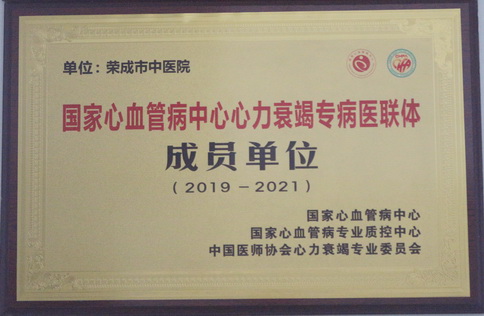 单位：荣成市中医院
国家心血管病中心心力衰竭专病医联体
成员单位
（2019－2021）
国家心血管病中心
国家心血管病专业质控中心
中国医师协会心力衰竭专业委员会